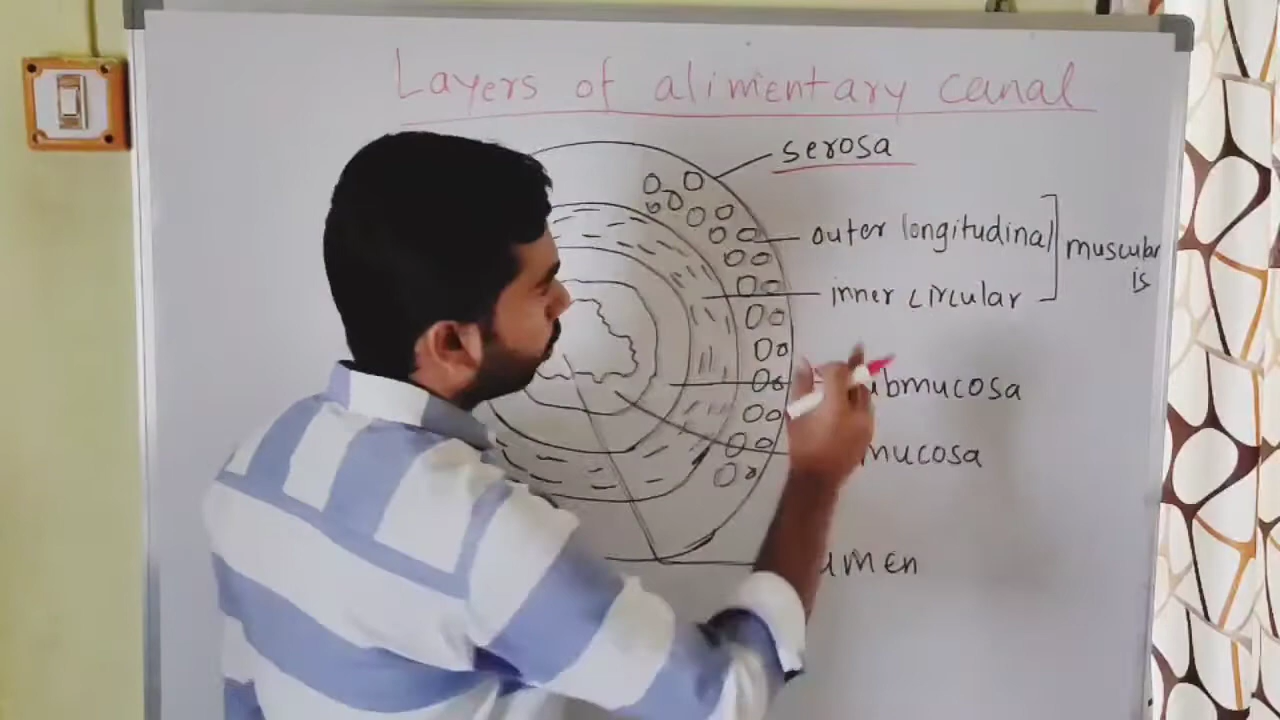 Layers of alimentary canal
serosa
outer longitudinal
inner circular
muscular
is
ubmucosa
mucosa
umen